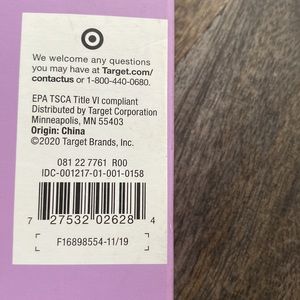 We welcome any questions
you may have at Target.com/
contactus or 1-800-440-0680.
EPA TSCA Title VI compliant
Distributed by Target Corporation
Minneapolis, MN 55403
Origin: China
©2020 Target Brands, Inc.
081 22 7761 R00
IDC-001217-01-001-0158
7 27532 02628 4
F16898554-11/19